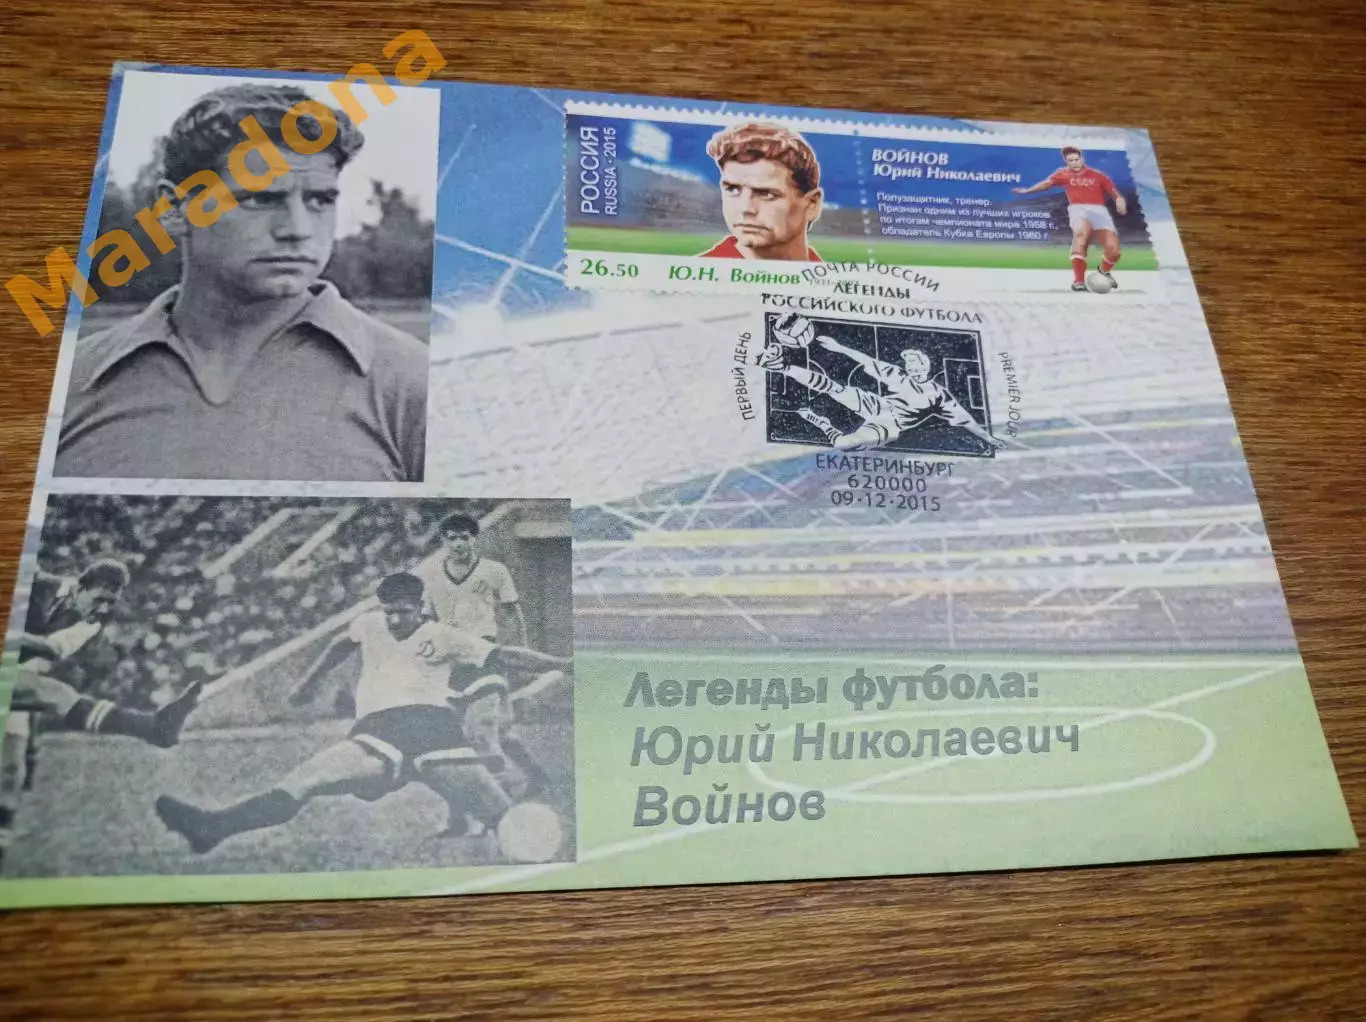 Maradona
РОССИЯ
RUSSIA · 2015
26.50 Ю.Н. Войнов
ВОЙНОВ
Юрий Николаевич
Полузащитник, тренер.
Признан одним из лучших игроков
по итогам чемпионата мира 1958 г.,
обладатель Кубка Европы 1960 г.
СССР
ПОЧТА РОССИИ
ЛЕГЕНДЫ
РОССИЙСКОГО ФУТБОЛА
ПЕРВЫЙ ДЕНЬ
PREMIER JOUR
ЕКАТЕРИНБУРГ
620000
09·12·2015
Д
Легенды футбола:
Юрий Николаевич
Войнов